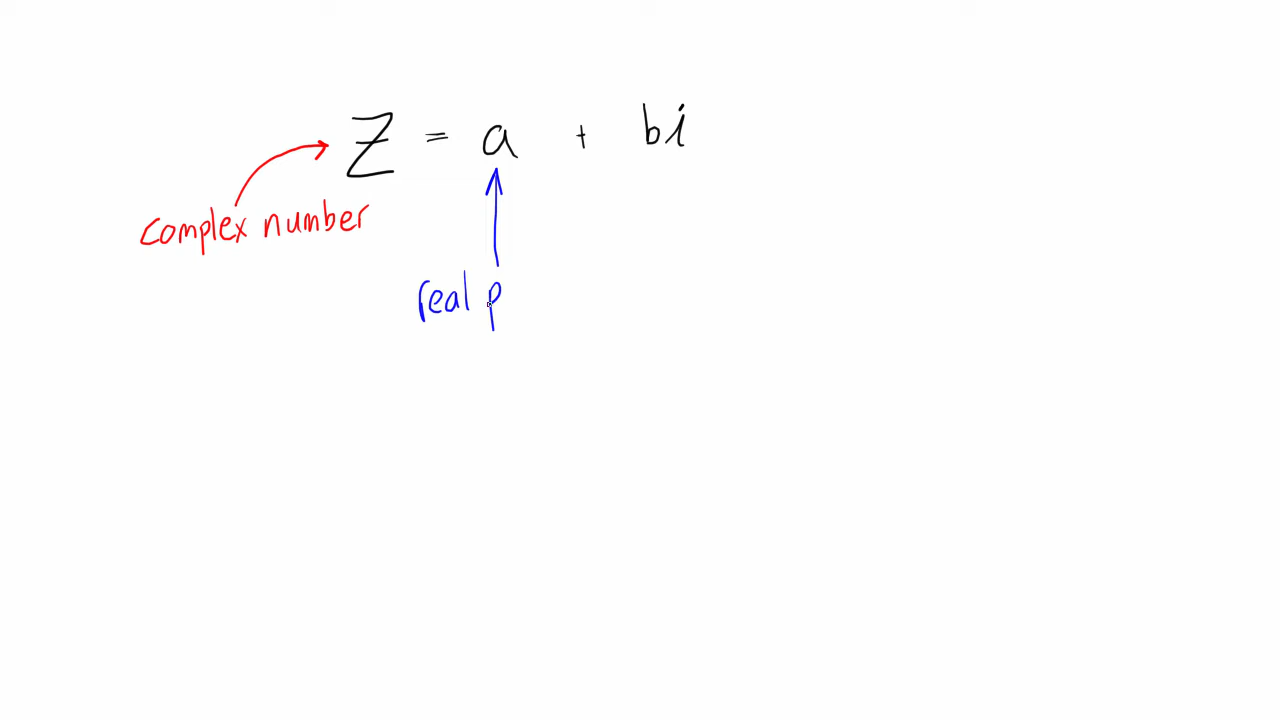 Z = a + bi
complex number
real p